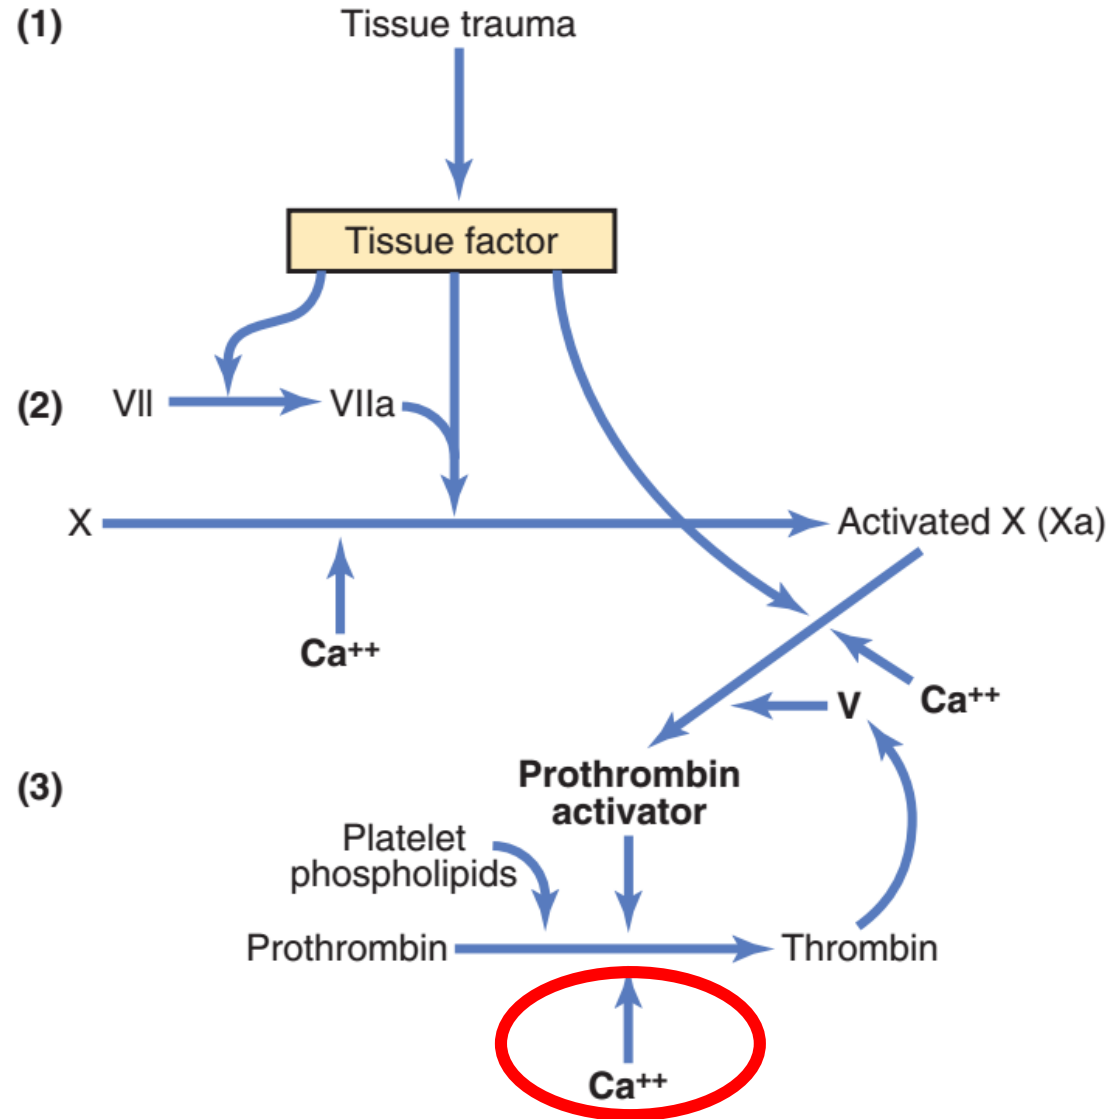 (1)
Tissue trauma
Tissue factor
(2)
VII
VIIa
X
Activated X (Xa)
Ca++
Ca++
V
(3)
Prothrombin
activator
Platelet
phospholipids
Prothrombin
Thrombin
Ca++